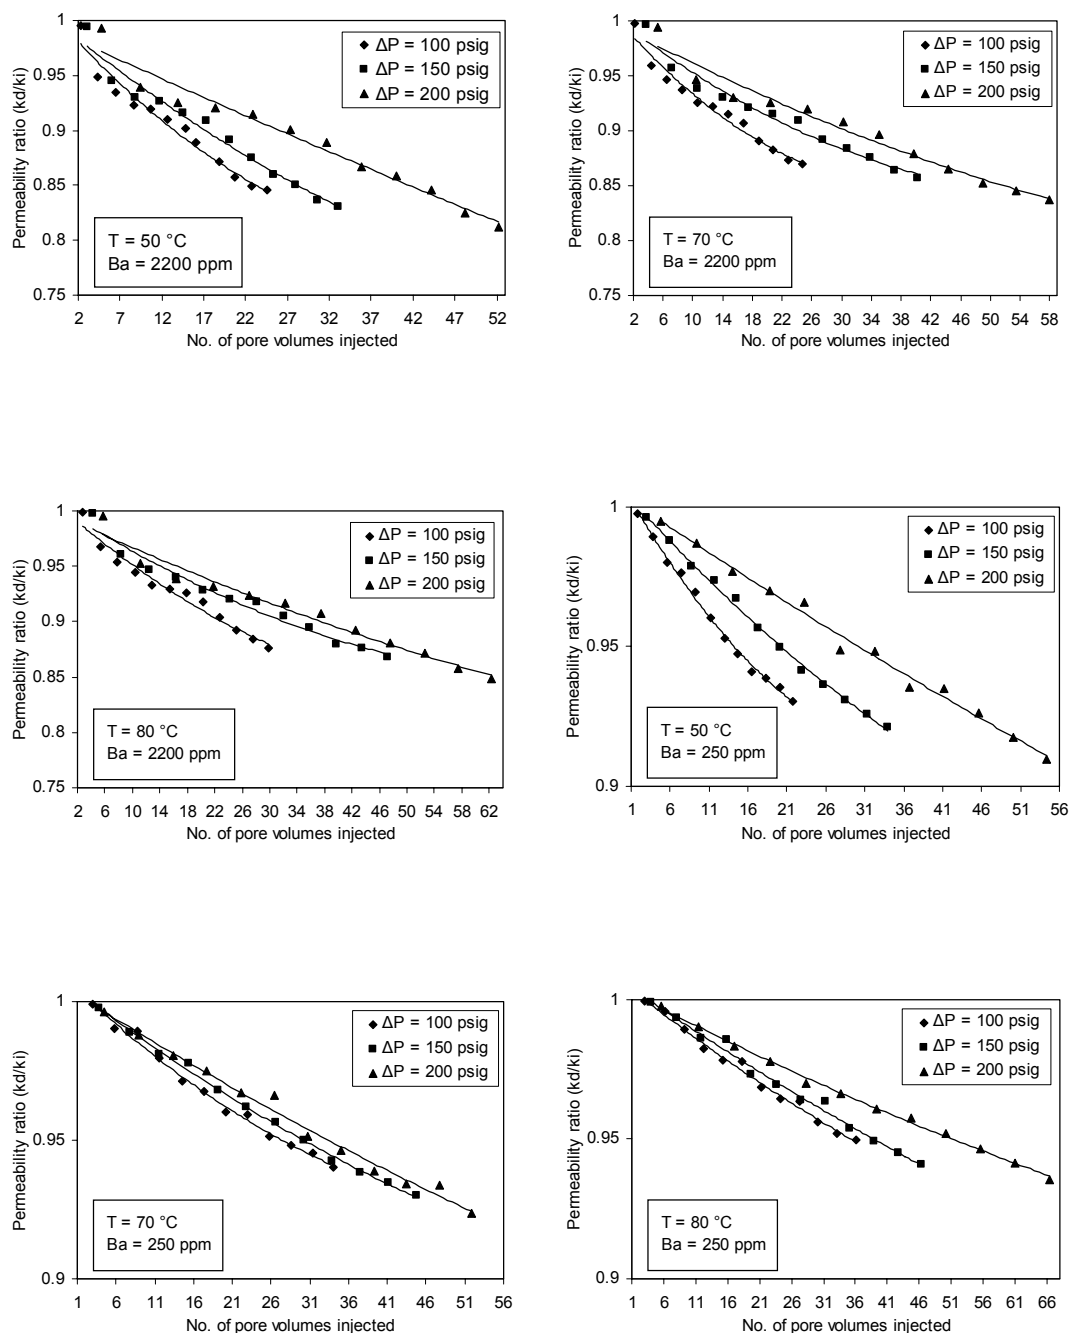 Permeability ratio (kd/ki)
1
0.95
0.9
0.85
0.8
0.75
ΔP = 100 psig
ΔP = 150 psig
ΔP = 200 psig
T = 50 °C
Ba = 2200 ppm
2 7 12 17 22 27 32 37 42 47 52
No. of pore volumes injected
Permeability ratio (kd/ki)
1
0.95
0.9
0.85
0.8
0.75
ΔP = 100 psig
ΔP = 150 psig
ΔP = 200 psig
T = 70 °C
Ba = 2200 ppm
2 6 10 14 18 22 26 30 34 38 42 46 50 54 58
No. of pore volumes injected
Permeability ratio (kd/ki)
1
0.95
0.9
0.85
0.8
0.75
ΔP = 100 psig
ΔP = 150 psig
ΔP = 200 psig
T = 80 °C
Ba = 2200 ppm
2 6 10 14 18 22 26 30 34 38 42 46 50 54 58 62
No. of pore volumes injected
Permeability ratio (kd/ki)
1
0.95
0.9
ΔP = 100 psig
ΔP = 150 psig
ΔP = 200 psig
T = 50 °C
Ba = 250 ppm
1 6 11 16 21 26 31 36 41 46 51 56
No. of pore volumes injected
Permeability ratio (kd/ki)
1
0.95
0.9
ΔP = 100 psig
ΔP = 150 psig
ΔP = 200 psig
T = 70 °C
Ba = 250 ppm
1 6 11 16 21 26 31 36 41 46 51 56
No. of pore volumes injected
Permeability ratio (kd/ki)
1
0.95
0.9
ΔP = 100 psig
ΔP = 150 psig
ΔP = 200 psig
T = 80 °C
Ba = 250 ppm
1 6 11 16 21 26 31 36 41 46 51 56 61 66
No. of pore volumes injected